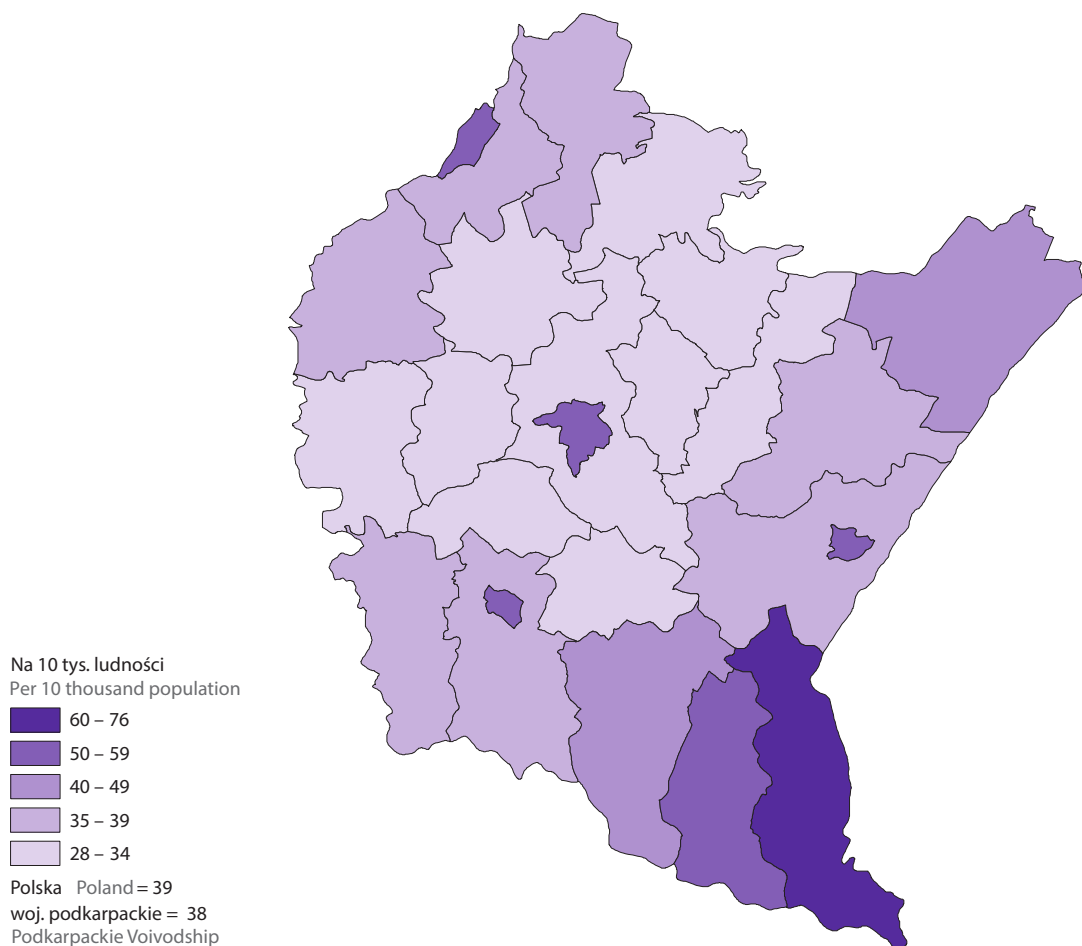 Na 10 tys. ludności
Per 10 thousand population
60 – 76
50 – 59
40 – 49
35 – 39
28 – 34
Polska Poland = 39
woj. podkarpackie = 38
Podkarpackie Voivodship